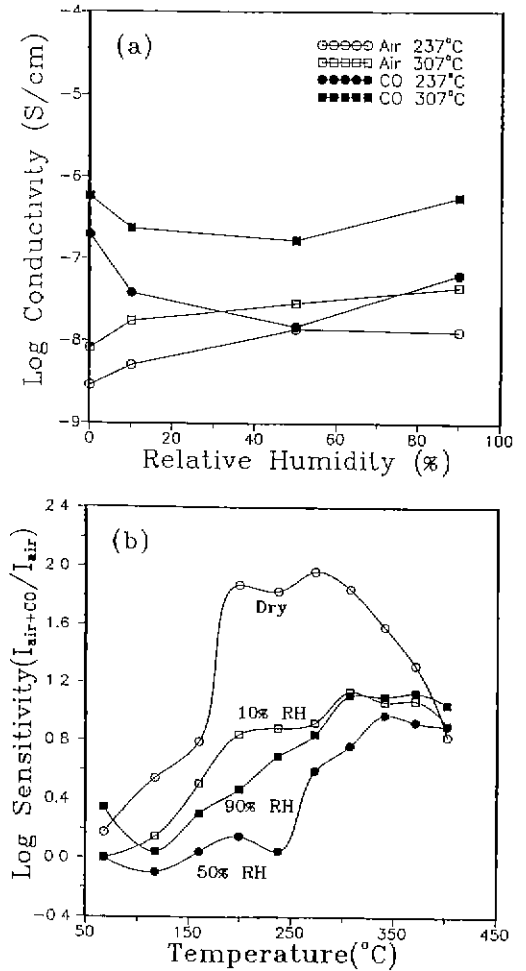 (a)
Air 237°C
Air 307°C
CO 237°C
CO 307°C
Log Conductivity (S/cm)
-4
-5
-6
-7
-8
-9
0 20 40 60 80 100
Relative Humidity (%)
(b)
Log Sensitivity(I_air+CO/I_air)
2 4
2.0
1.6
1.2
0.8
0.4
0.0
-0.4
Dry
10% RH
90% RH
50% RH
50 150 250 350 450
Temperature(°C)